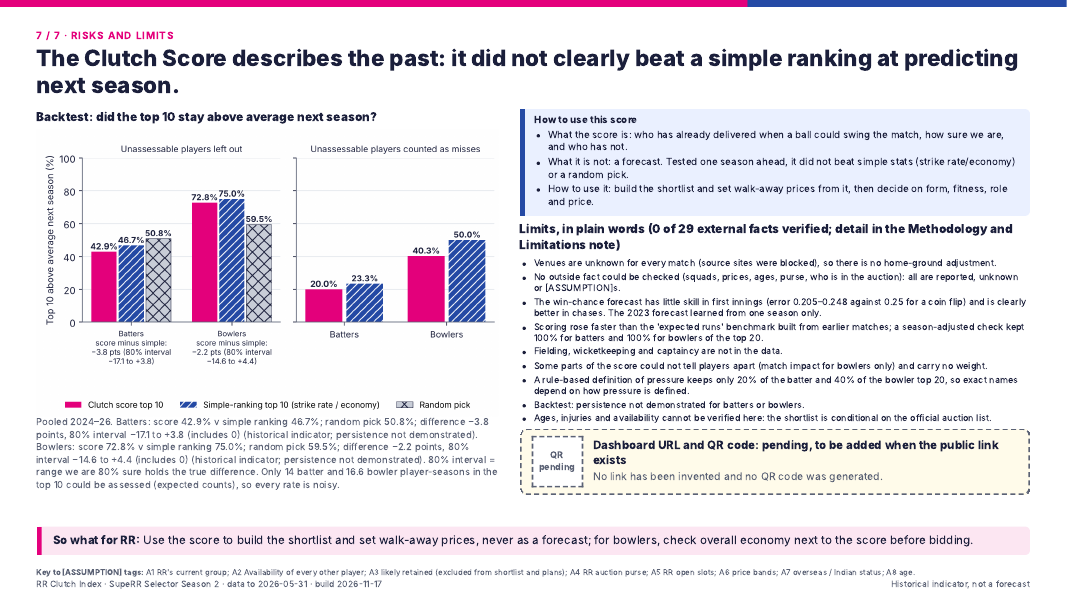 7 / 7 · RISKS AND LIMITS
The Clutch Score describes the past: it did not clearly beat a simple ranking at predicting
next season.
Backtest: did the top 10 stay above average next season?
Unassessable players left out
Unassessable players counted as misses
Top 10 above average next season (%)
100
80
60
40
20
0
42.9%
46.7%
50.8%
72.8%
75.0%
59.5%
20.0%
23.3%
40.3%
50.0%
Batters
score minus simple:
−3.8 pts (80% interval
−17.1 to +3.8)
Bowlers
score minus simple:
−2.2 pts (80% interval
−14.6 to +4.4)
Batters
Bowlers
Clutch score top 10
Simple-ranking top 10 (strike rate / economy)
Random pick
Pooled 2024–26. Batters: score 42.9% v simple ranking 46.7%; random pick 50.8%; difference −3.8
points, 80% interval −17.1 to +3.8 (includes 0) (historical indicator; persistence not demonstrated).
Bowlers: score 72.8% v simple ranking 75.0%; random pick 59.5%; difference −2.2 points, 80%
interval −14.6 to +4.4 (includes 0) (historical indicator; persistence not demonstrated). 80% interval =
range we are 80% sure holds the true difference. Only 14 batter and 16.6 bowler player-seasons in the
top 10 could be assessed (expected counts), so every rate is noisy.
How to use this score
• What the score is: who has already delivered when a ball could swing the match, how sure we are,
and who has not.
• What it is not: a forecast. Tested one season ahead, it did not beat simple stats (strike rate/economy)
or a random pick.
• How to use it: build the shortlist and set walk-away prices from it, then decide on form, fitness, role
and price.
Limits, in plain words (0 of 29 external facts verified; detail in the Methodology and
Limitations note)
• Venues are unknown for every match (source sites were blocked), so there is no home-ground adjustment.
• No outside fact could be checked (squads, prices, ages, purse, who is in the auction): all are reported, unknown
or [ASSUMPTION]s.
• The win-chance forecast has little skill in first innings (error 0.205–0.248 against 0.25 for a coin flip) and is clearly
better in chases. The 2023 forecast learned from one season only.
• Scoring rose faster than the 'expected runs' benchmark built from earlier matches; a season-adjusted check kept
100% for batters and 100% for bowlers of the top 20.
• Fielding, wicketkeeping and captaincy are not in the data.
• Some parts of the score could not tell players apart (match impact for bowlers only) and carry no weight.
• A rule-based definition of pressure keeps only 20% of the batter and 40% of the bowler top 20, so exact names
depend on how pressure is defined.
• Backtest: persistence not demonstrated for batters or bowlers.
• Ages, injuries and availability cannot be verified here: the shortlist is conditional on the official auction list.
QR
pending
Dashboard URL and QR code: pending, to be added when the public link
exists
No link has been invented and no QR code was generated.
So what for RR: Use the score to build the shortlist and set walk-away prices, never as a forecast; for bowlers, check overall economy next to the score before bidding.
Key to [ASSUMPTION] tags: A1 RR's current group; A2 Availability of every other player; A3 likely retained (excluded from shortlist and plans); A4 RR auction purse; A5 RR open slots; A6 price bands; A7 overseas / Indian status; A8 age.
RR Clutch Index · SupeRR Selector Season 2 · data to 2026-05-31 · build 2026-11-17
Historical indicator, not a forecast